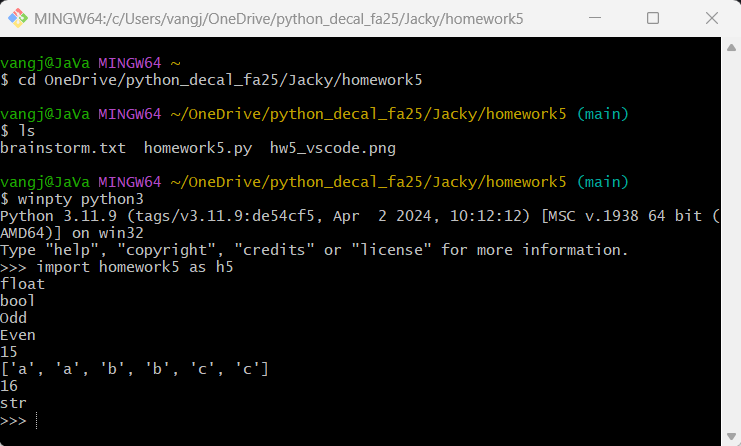 MINGW64:/c/Users/vangj/OneDrive/python_decal_fa25/Jacky/homework5
vangj@JaVa MINGW64 ~
$ cd OneDrive/python_decal_fa25/Jacky/homework5
vangj@JaVa MINGW64 ~/OneDrive/python_decal_fa25/Jacky/homework5 (main)
$ ls
brainstorm.txt  homework5.py  hw5_vscode.png
vangj@JaVa MINGW64 ~/OneDrive/python_decal_fa25/Jacky/homework5 (main)
$ winpty python3
Python 3.11.9 (tags/v3.11.9:de54cf5, Apr  2 2024, 10:12:12) [MSC v.1938 64 bit (
AMD64)] on win32
Type "help", "copyright", "credits" or "license" for more information.
>>> import homework5 as h5
float
bool
Odd
Even
15
['a', 'a', 'b', 'b', 'c', 'c']
16
str
>>>